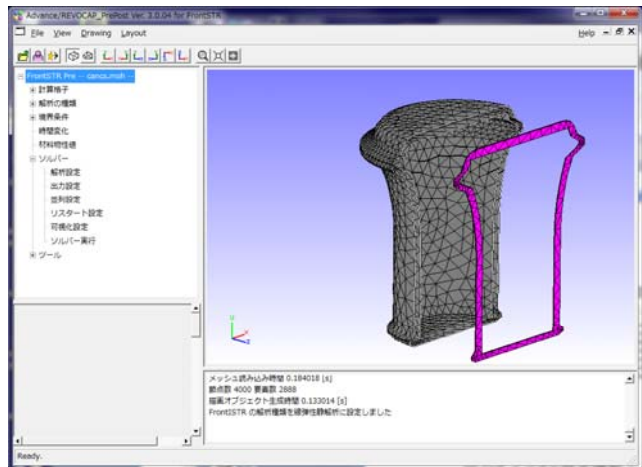 Advance/REVOCAP_PrePost Ver. 3.0.04 for FrontSTR
File View Drawing Layout Help
FrontSTR Pre -- canos.msh --
計算格子
解析の種類
境界条件
時間変化
材料物性値
ソルバー
解析設定
出力設定
並列設定
リスタート設定
可視化設定
ソルバー実行
ツール
メッシュ読み込み時間 0.184018 [s]
節点数 4000 要素数 2688
描画オブジェクト生成時間 0.133014 [s]
FrontISTR の解析種類を線弾性静解析に設定しました
Ready.